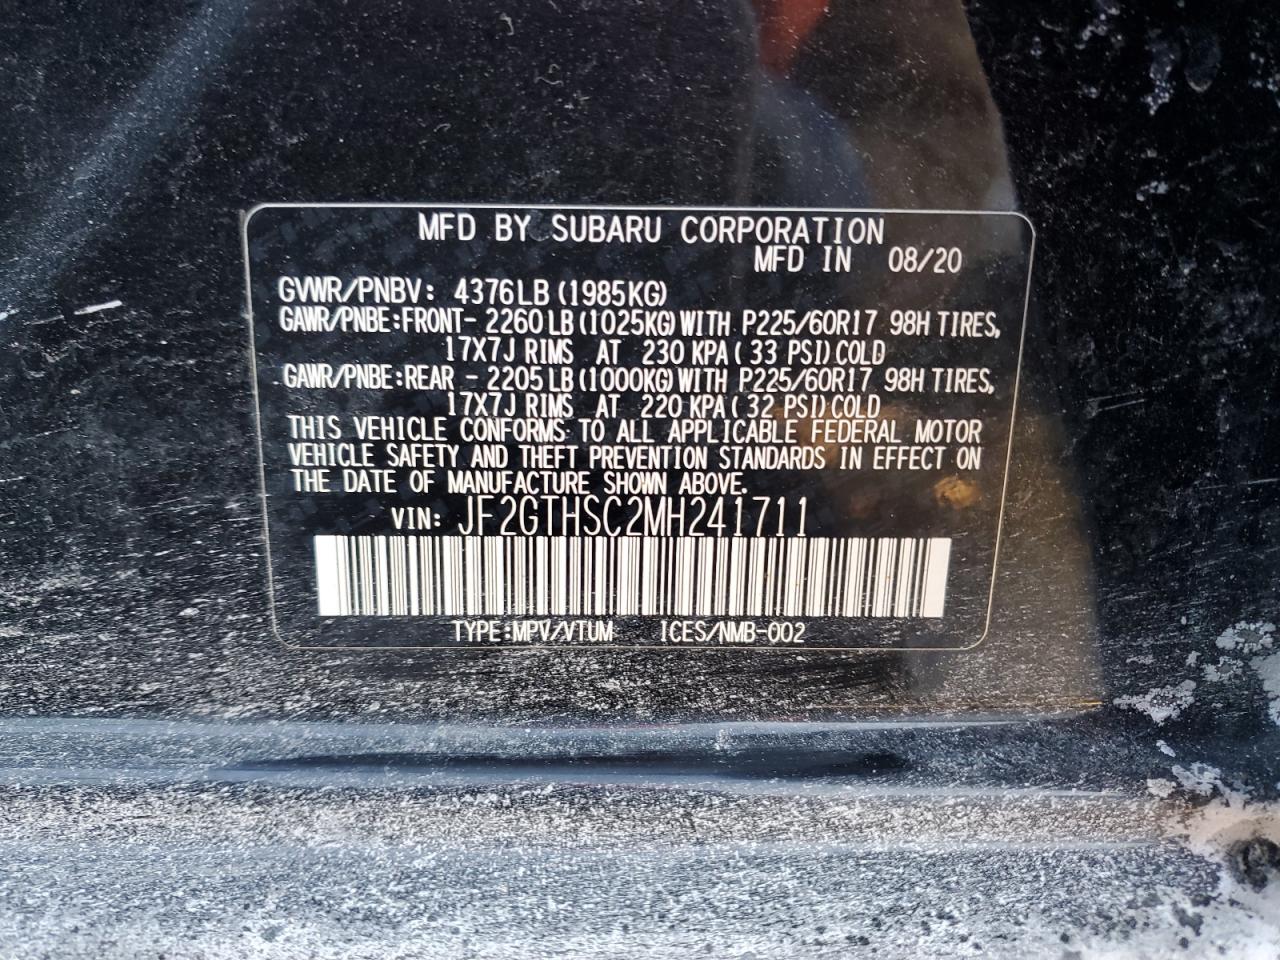 MFD BY SUBARU CORPORATION
MFD IN 08/20
GVWR/PNBV: 4376LB(1985KG)
GAWR/PNBE:FRONT- 2260LB(1025KG)WITH P225/60R17 98H TIRES,
17X7J RIMS AT 230 KPA( 33 PSI)COLD
GAWR/PNBE:REAR - 2205LB(1000KG)WITH P225/60R17 98H TIRES,
17X7J RIMS AT 220 KPA( 32 PSI)COLD
THIS VEHICLE CONFORMS TO ALL APPLICABLE FEDERAL MOTOR
VEHICLE SAFETY AND THEFT PREVENTION STANDARDS IN EFFECT ON
THE DATE OF MANUFACTURE SHOWN ABOVE.
VIN: JF2GTHSC2MH241711
TYPE:MPV/VTUM ICES/NMB-002